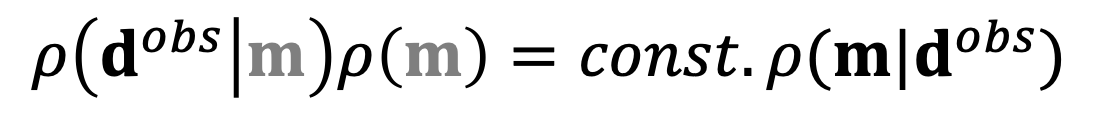 ρ(d^obs|m)ρ(m) = const. ρ(m|d^obs)